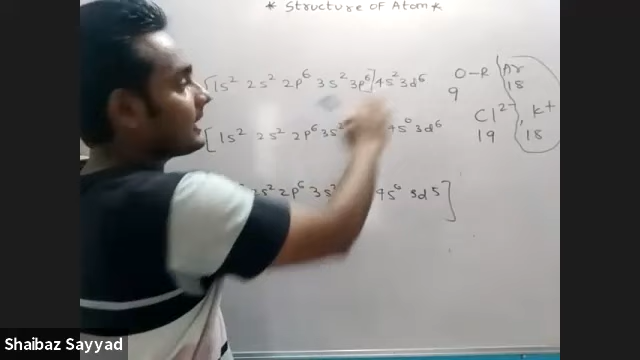 * Structure of Atom *
[1s² 2s² 2p⁶ 3s² 3p⁶] 4s² 3d⁶
O-R
9
Ar
18
Cl²⁻, K⁺
19 18
[1s² 2s² 2p⁶ 3s² 4s⁰ 3d⁶
2s² 2p⁶ 3s² 4s⁰ 3d⁵]
Shaibaz Sayyad